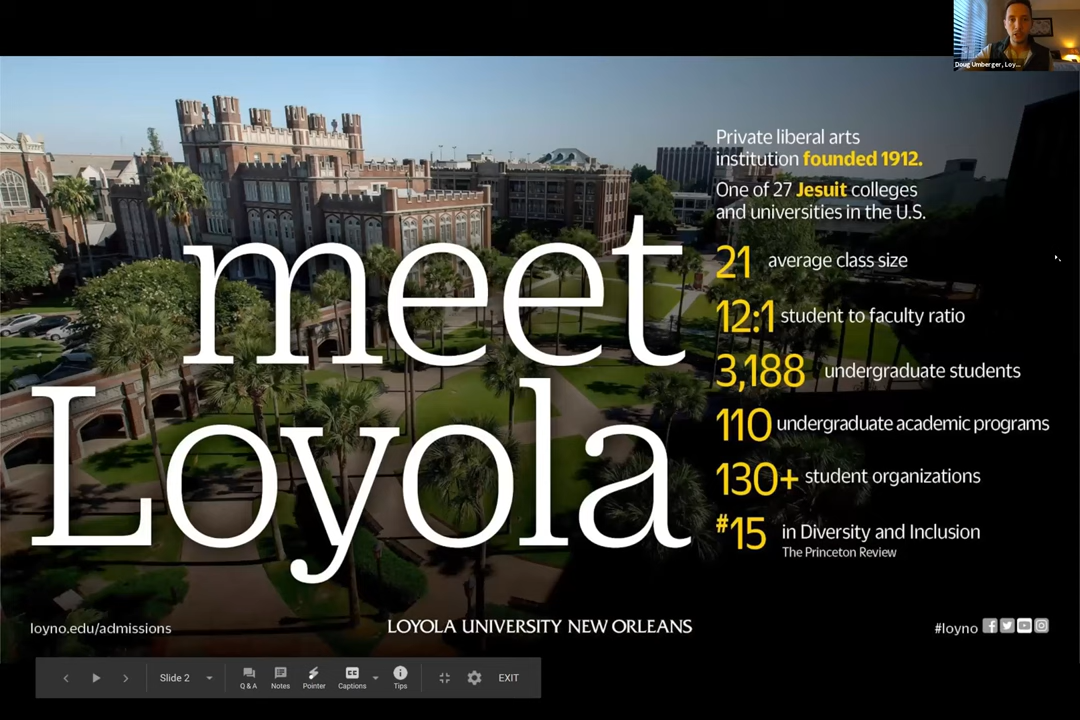 Doug Umberger, Loy...
Private liberal arts
institution founded 1912.
One of 27 Jesuit colleges
and universities in the U.S.
meet
Loyola
21 average class size
12:1 student to faculty ratio
3,188 undergraduate students
110 undergraduate academic programs
130+ student organizations
#15 in Diversity and Inclusion
The Princeton Review
loyno.edu/admissions
LOYOLA UNIVERSITY NEW ORLEANS
#loyno
Slide 2
Q & A
Notes
Pointer
CC
Captions
Tips
EXIT